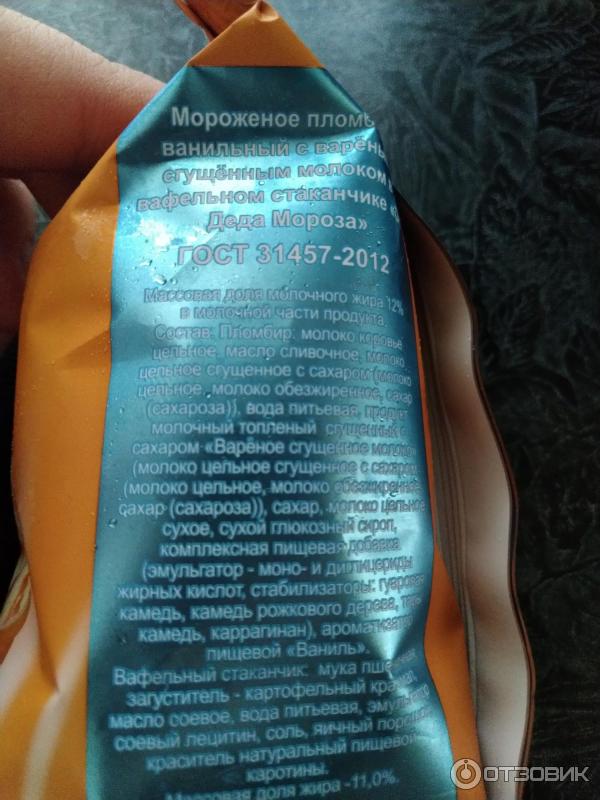 Мороженое пломб
ванильный с варён
сгущённым молоком в
вафельном стаканчике
Деда Мороза»
ГОСТ 31457-2012
Массовая доля молочного жира 12%
в молочной части продукта.
Состав: Пломбир: молоко коровье
цельное, масло сливочное, молоко
цельное сгущенное с сахаром (молоко
цельное, молоко обезжиренное, сахар
(сахароза)), вода питьевая, продукт
молочный топленый сгущенный с
сахаром «Варёное сгущенное молоко»
(молоко цельное сгущенное с сахаром
(молоко цельное, молоко обезжиренное,
сахар (сахароза)), сахар, молоко цельное
сухое, сухой глюкозный сироп,
комплексная пищевая добавка
(эмульгатор - моно- и диглицериды
жирных кислот, стабилизаторы: гуаровая
камедь, камедь рожкового дерева, тара
камедь, каррагинан), ароматизатор
пищевой «Ваниль».
Вафельный стаканчик: мука пшеничная
загуститель - картофельный крахмал,
масло соевое, вода питьевая, эмульгатор
соевый лецитин, соль, яичный порошок
краситель натуральный пищевой
каротины.
Массовая доля жира -11,0%.
ОТЗОВИК